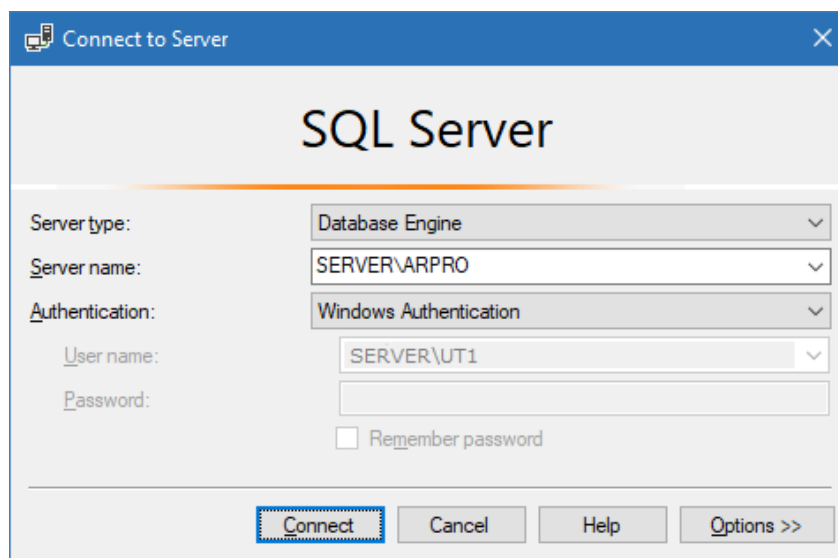 Connect to Server
SQL Server
Server type: Database Engine
Server name: SERVER\ARPRO
Authentication: Windows Authentication
User name: SERVER\UT1
Password:
Remember password
Connect Cancel Help Options >>